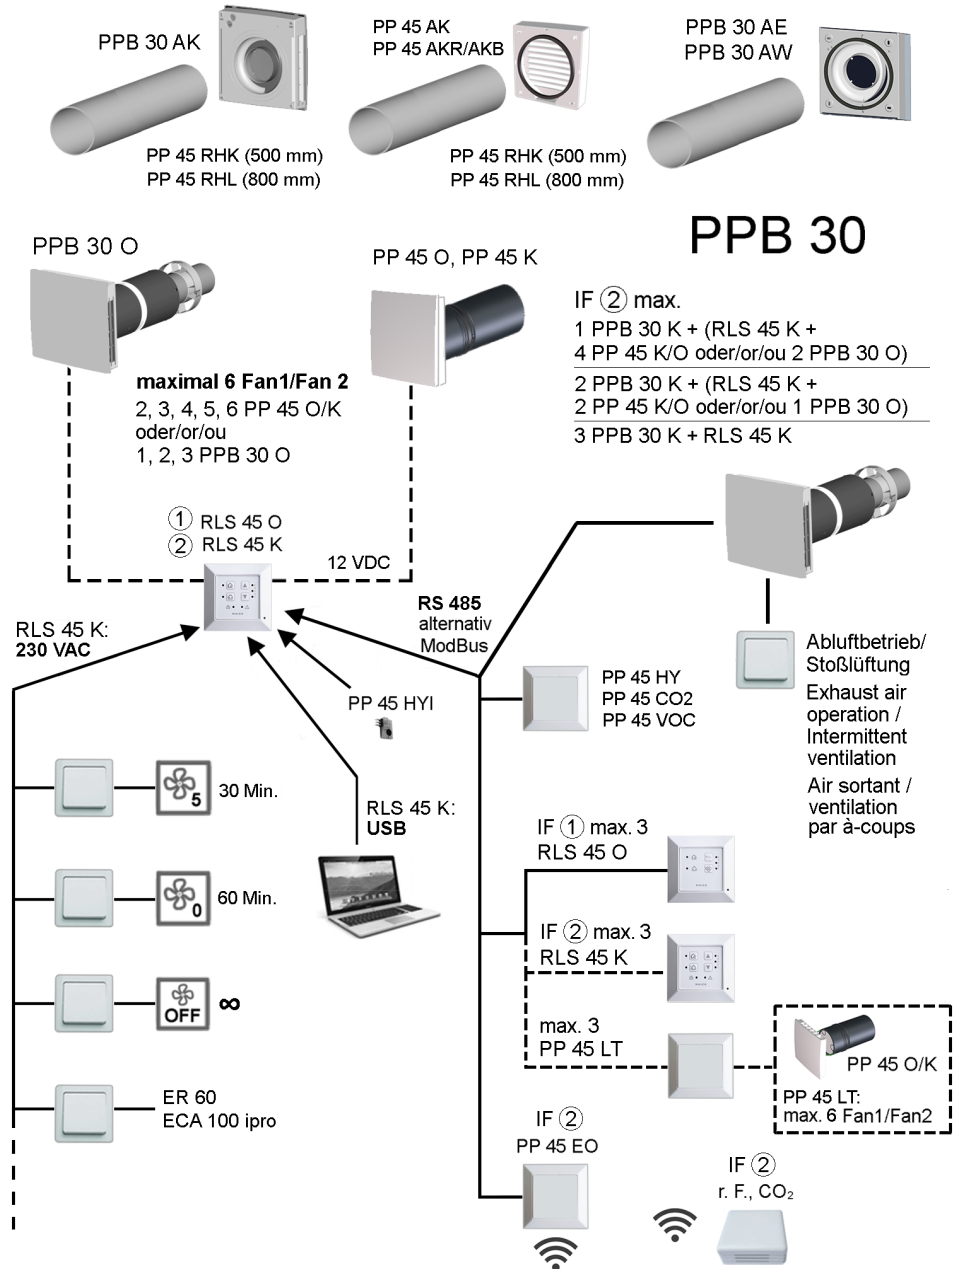 PPB 30 AK
PP 45 RHK (500 mm)
PP 45 RHL (800 mm)
PP 45 AK
PP 45 AKR/AKB
PP 45 RHK (500 mm)
PP 45 RHL (800 mm)
PPB 30 AE
PPB 30 AW
PPB 30
PPB 30 O
PP 45 O, PP 45 K
maximal 6 Fan1/Fan 2
2, 3, 4, 5, 6 PP 45 O/K
oder/or/ou
1, 2, 3 PPB 30 O
IF ② max.
1 PPB 30 K + (RLS 45 K +
4 PP 45 K/O oder/or/ou 2 PPB 30 O)
2 PPB 30 K + (RLS 45 K +
2 PP 45 K/O oder/or/ou 1 PPB 30 O)
3 PPB 30 K + RLS 45 K
① RLS 45 O
② RLS 45 K
12 VDC
RLS 45 K:
230 VAC
RS 485
alternativ
ModBus
PP 45 HYI
RLS 45 K:
USB
PP 45 HY
PP 45 CO2
PP 45 VOC
Abluftbetrieb/
Stoßlüftung
Exhaust air
operation /
Intermittent
ventilation
Air sortant /
ventilation
par à-coups
5
30 Min.
0
60 Min.
OFF
∞
ER 60
ECA 100 ipro
IF ① max. 3
RLS 45 O
IF ② max. 3
RLS 45 K
max. 3
PP 45 LT
PP 45 O/K
PP 45 LT:
max. 6 Fan1/Fan2
IF ②
PP 45 EO
IF ②
r. F., CO₂